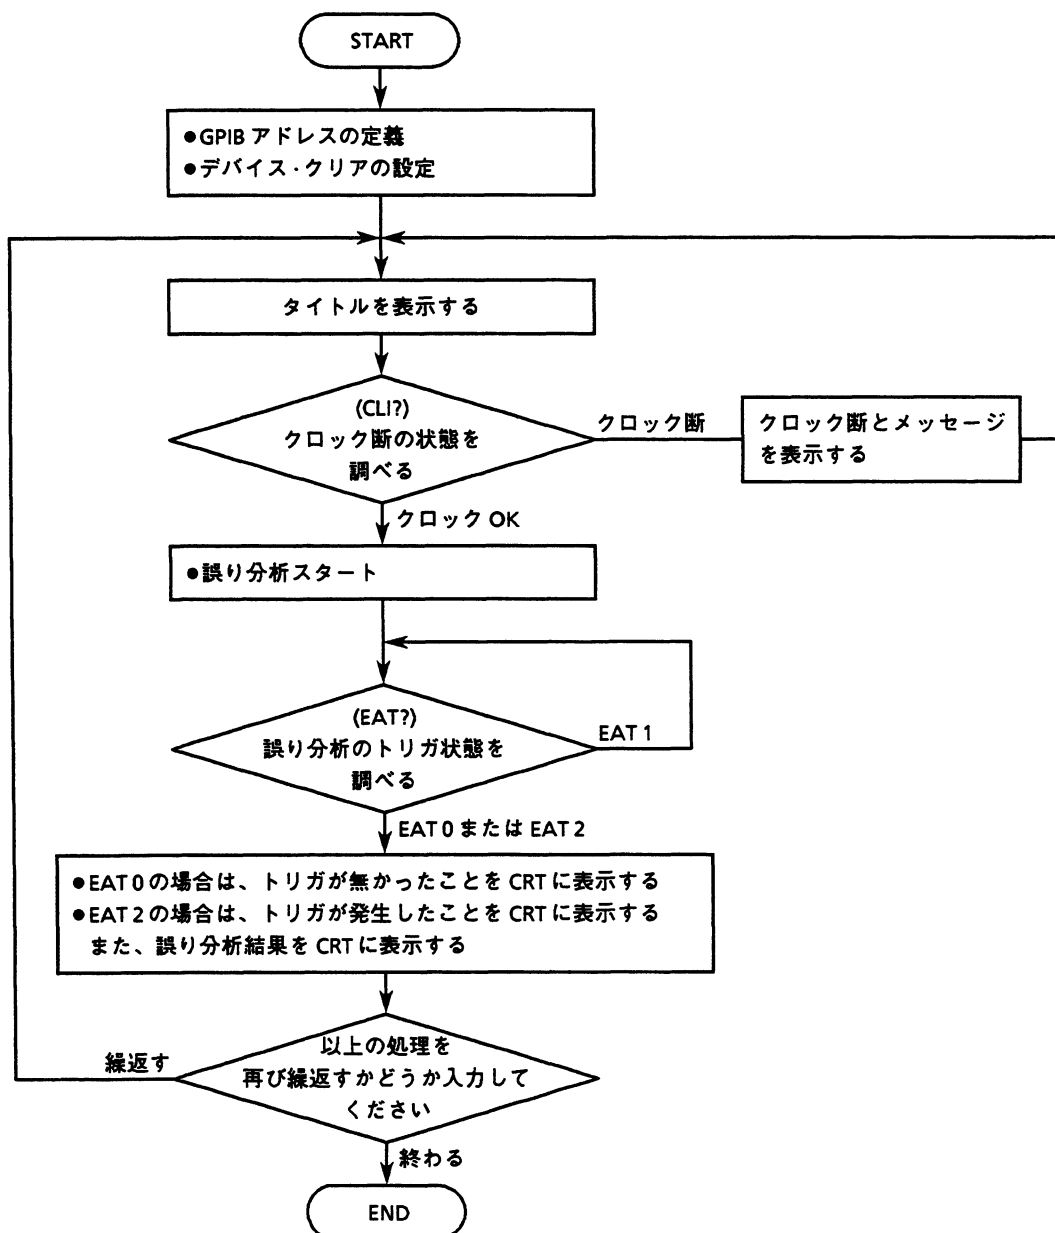 START
●GPIB アドレスの定義
●デバイス・クリアの設定
タイトルを表示する
(CLI?)
クロック断の状態を
調べる
クロック断
クロック断とメッセージ
を表示する
クロック OK
●誤り分析スタート
(EAT?)
誤り分析のトリガ状態を
調べる
EAT 1
EAT 0 または EAT 2
●EAT 0 の場合は、トリガが無かったことを CRT に表示する
●EAT 2 の場合は、トリガが発生したことを CRT に表示する
また、誤り分析結果を CRT に表示する
以上の処理を
再び繰返すかどうか入力して
ください
繰返す
終わる
END